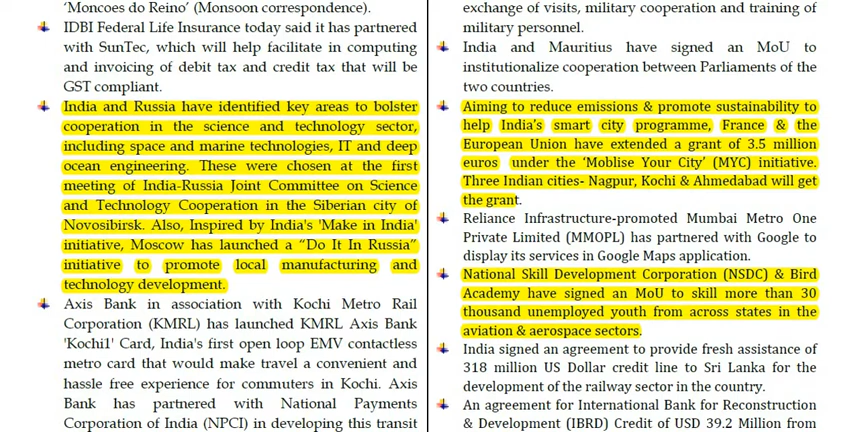 'Moncoes do Reino' (Monsoon correspondence).
IDBI Federal Life Insurance today said it has partnered
with SunTec, which will help facilitate in computing
and invoicing of debit tax and credit tax that will be
GST compliant.
India and Russia have identified key areas to bolster
cooperation in the science and technology sector,
including space and marine technologies, IT and deep
ocean engineering. These were chosen at the first
meeting of India-Russia Joint Committee on Science
and Technology Cooperation in the Siberian city of
Novosibirsk. Also, Inspired by India's 'Make in India'
initiative, Moscow has launched a "Do It In Russia"
initiative to promote local manufacturing and
technology development.
Axis Bank in association with Kochi Metro Rail
Corporation (KMRL) has launched KMRL Axis Bank
'Kochi1' Card, India's first open loop EMV contactless
metro card that would make travel a convenient and
hassle free experience for commuters in Kochi. Axis
Bank has partnered with National Payments
Corporation of India (NPCI) in developing this transit
exchange of visits, military cooperation and training of
military personnel.
India and Mauritius have signed an MoU to
institutionalize cooperation between Parliaments of the
two countries.
Aiming to reduce emissions & promote sustainability to
help India's smart city programme, France & the
European Union have extended a grant of 3.5 million
euros under the 'Moblise Your City' (MYC) initiative.
Three Indian cities- Nagpur, Kochi & Ahmedabad will get
the grant.
Reliance Infrastructure-promoted Mumbai Metro One
Private Limited (MMOPL) has partnered with Google to
display its services in Google Maps application.
National Skill Development Corporation (NSDC) & Bird
Academy have signed an MoU to skill more than 30
thousand unemployed youth from across states in the
aviation & aerospace sectors.
India signed an agreement to provide fresh assistance of
318 million US Dollar credit line to Sri Lanka for the
development of the railway sector in the country.
An agreement for International Bank for Reconstruction
& Development (IBRD) Credit of USD 39.2 Million from